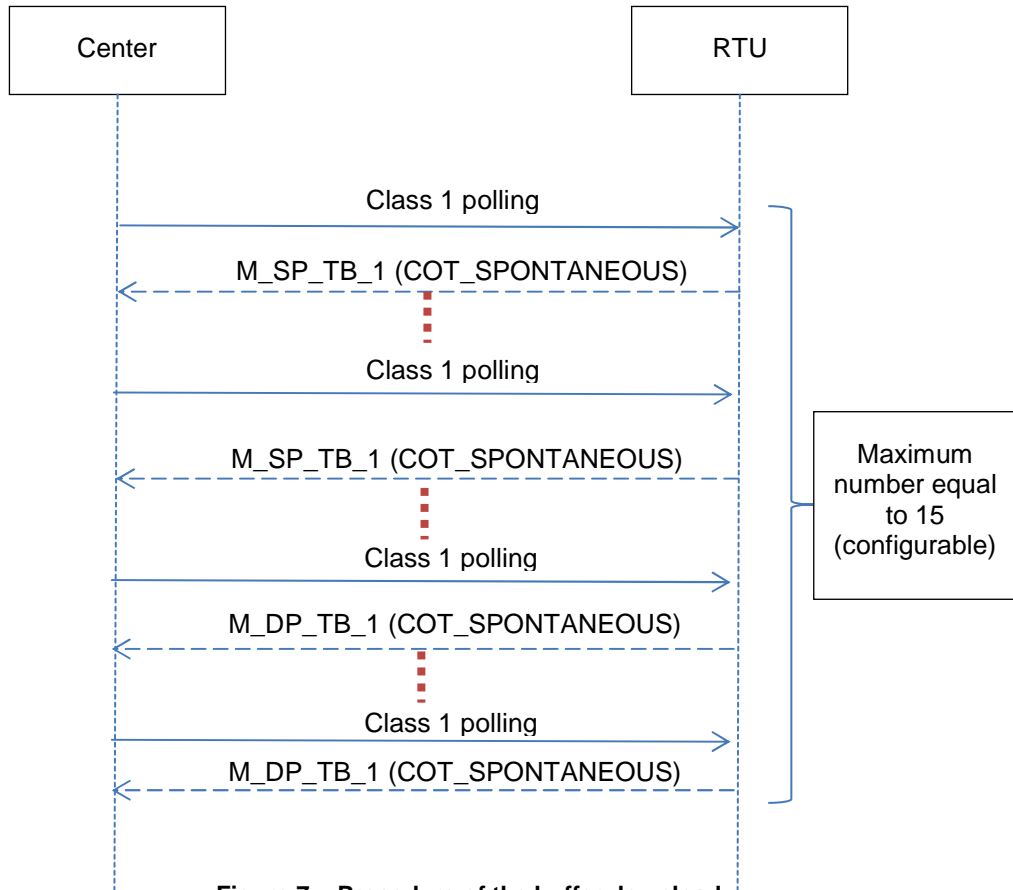 Center
RTU
Class 1 polling
M_SP_TB_1 (COT_SPONTANEOUS)
Class 1 polling
M_SP_TB_1 (COT_SPONTANEOUS)
Maximum
number equal
to 15
(configurable)
Class 1 polling
M_DP_TB_1 (COT_SPONTANEOUS)
Class 1 polling
M_DP_TB_1 (COT_SPONTANEOUS)